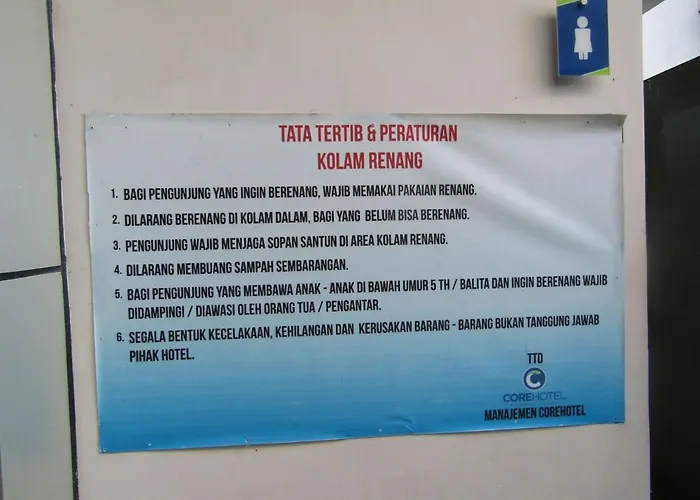 TATA TERTIB & PERATURAN
KOLAM RENANG
1. BAGI PENGUNJUNG YANG INGIN BERENANG, WAJIB MEMAKAI PAKAIAN RENANG.
2. DILARANG BERENANG DI KOLAM DALAM, BAGI YANG BELUM BISA BERENANG.
3. PENGUNJUNG WAJIB MENJAGA SOPAN SANTUN DI AREA KOLAM RENANG.
4. DILARANG MEMBUANG SAMPAH SEMBARANGAN.
5. BAGI PENGUNJUNG YANG MEMBAWA ANAK - ANAK DI BAWAH UMUR 5 TH / BALITA DAN INGIN BERENANG WAJIB
DIDAMPINGI / DIAWASI OLEH ORANG TUA / PENGANTAR.
6. SEGALA BENTUK KECELAKAAN, KEHILANGAN DAN KERUSAKAN BARANG - BARANG BUKAN TANGGUNG JAWAB
PIHAK HOTEL.
TTD
COREHOTEL
MANAJEMEN COREHOTEL